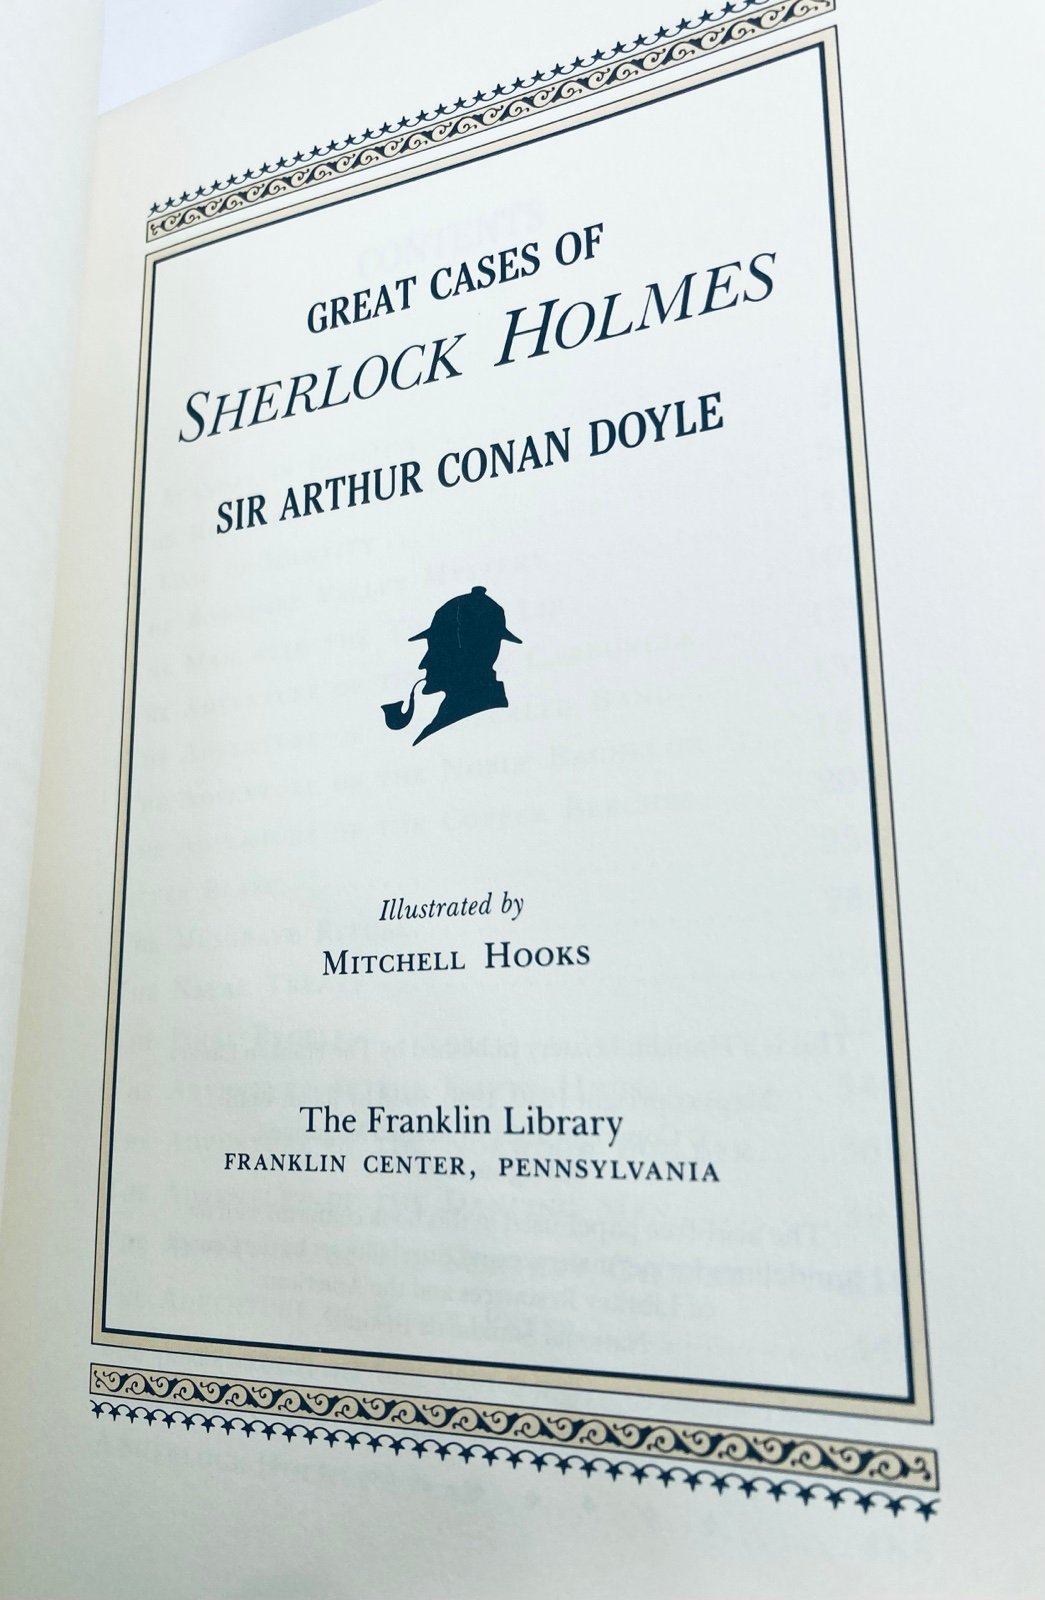 GREAT CASES OF
SHERLOCK HOLMES
SIR ARTHUR CONAN DOYLE
Illustrated by
MITCHELL HOOKS
The Franklin Library
FRANKLIN CENTER, PENNSYLVANIA